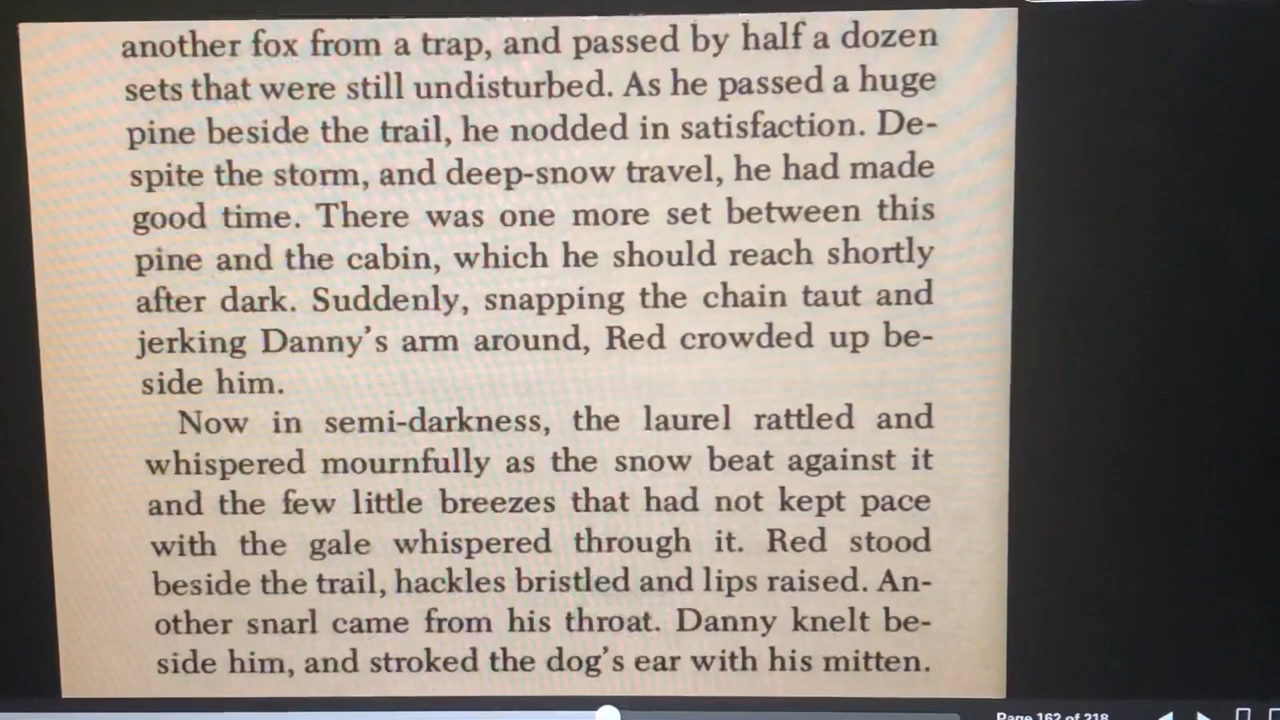 another fox from a trap, and passed by half a dozen
sets that were still undisturbed. As he passed a huge
pine beside the trail, he nodded in satisfaction. De-
spite the storm, and deep-snow travel, he had made
good time. There was one more set between this
pine and the cabin, which he should reach shortly
after dark. Suddenly, snapping the chain taut and
jerking Danny's arm around, Red crowded up be-
side him.
Now in semi-darkness, the laurel rattled and
whispered mournfully as the snow beat against it
and the few little breezes that had not kept pace
with the gale whispered through it. Red stood
beside the trail, hackles bristled and lips raised. An-
other snarl came from his throat. Danny knelt be-
side him, and stroked the dog's ear with his mitten.
Page 162 of 218